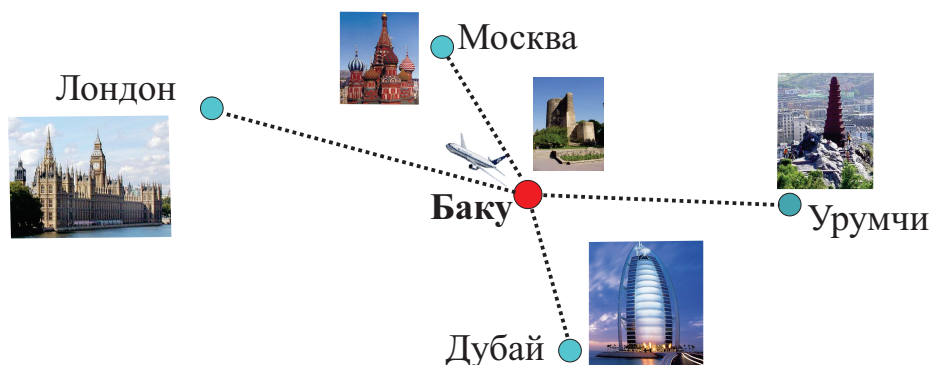 Москва
Лондон
Баку
Урумчи
Дубай